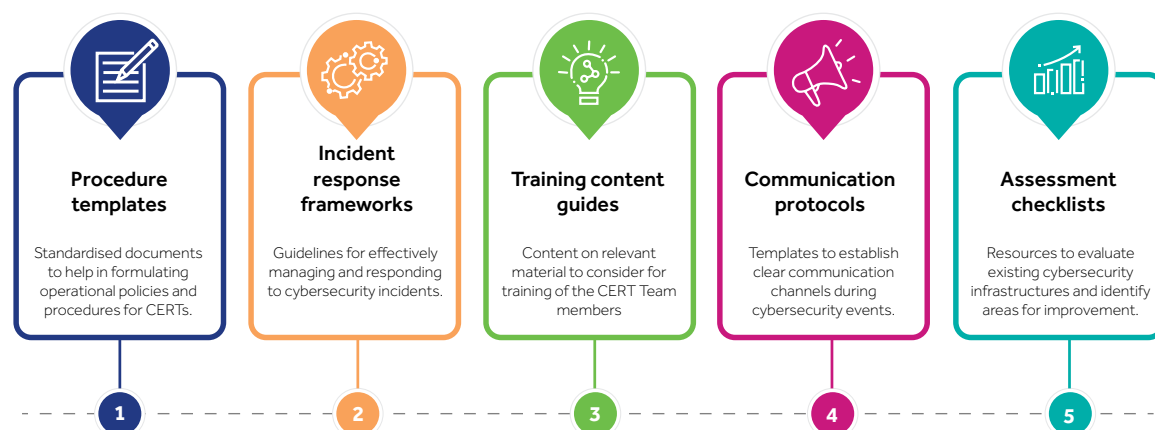 Procedure
templates
Standardised documents
to help in formulating
operational policies and
procedures for CERTs.
1
Incident
response
frameworks
Guidelines for effectively
managing and responding
to cybersecurity incidents.
2
Training content
guides
Content on relevant
material to consider for
training of the CERT Team
members
3
Communication
protocols
Templates to establish
clear communication
channels during
cybersecurity events.
4
Assessment
checklists
Resources to evaluate
existing cybersecurity
infrastructures and identify
areas for improvement.
5